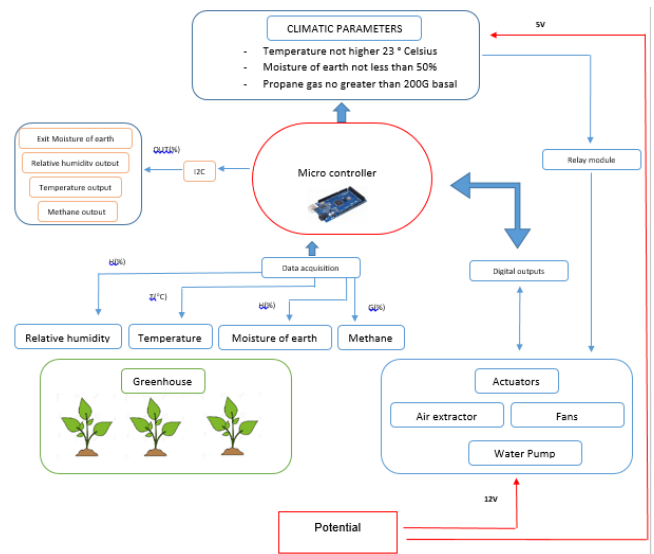 CLIMATIC PARAMETERS
- Temperature not higher 23 ° Celsius
- Moisture of earth not less than 50%
- Propane gas no greater than 200G basal
5V
Exit Moisture of earth
Relative humidity output
Temperature output
Methane output
OUT(%)
I2C
Micro controller
Relay module
Data acquisition
Digital outputs
H(%)
T(°C)
H(%)
G(%)
Relative humidity
Temperature
Moisture of earth
Methane
Greenhouse
Actuators
Air extractor
Fans
Water Pump
12V
Potential